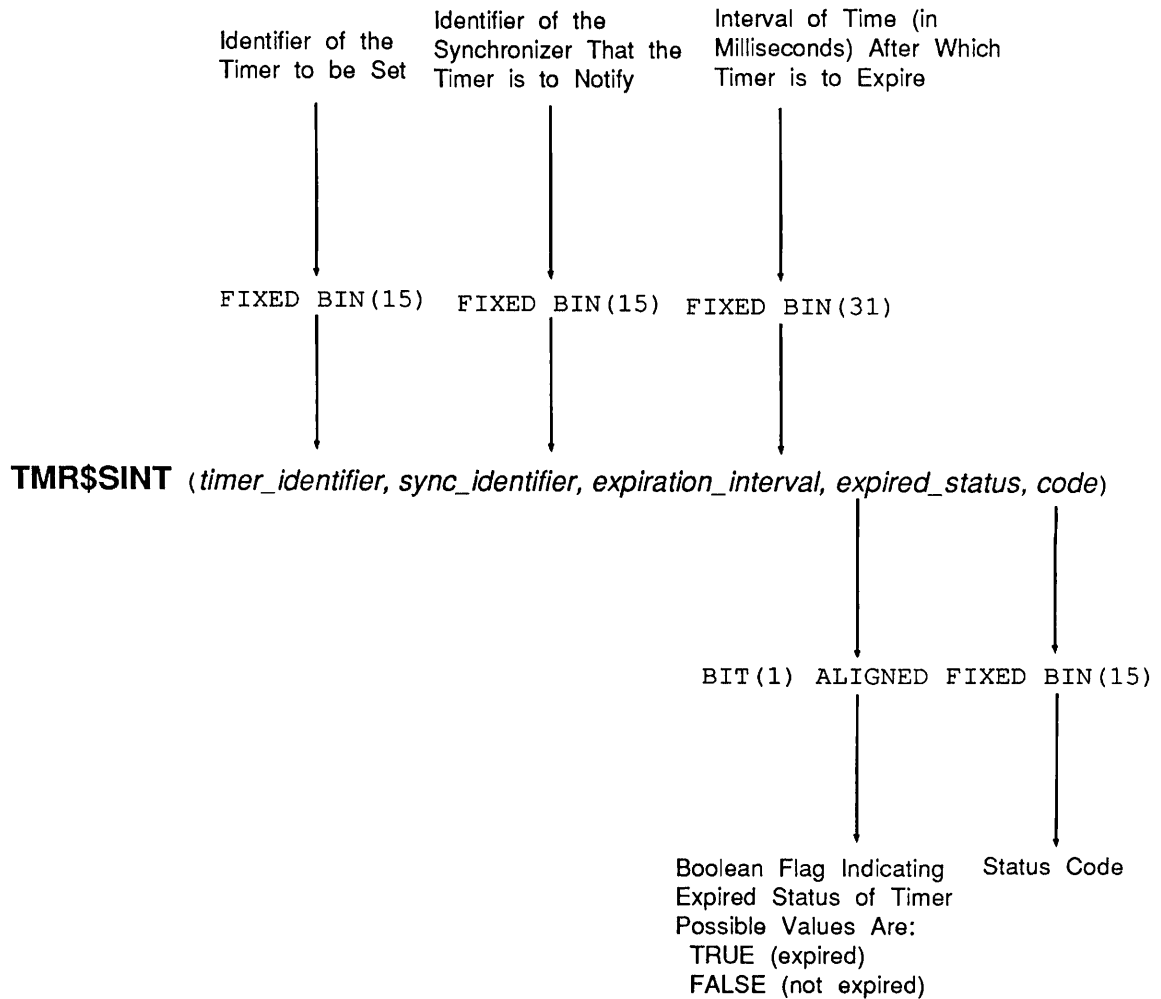 Identifier of the
Timer to be Set
Identifier of the
Synchronizer That the
Timer is to Notify
Interval of Time (in
Milliseconds) After Which
Timer is to Expire
FIXED BIN(15)
FIXED BIN(15)
FIXED BIN(31)
TMR$SINT (timer_identifier, sync_identifier, expiration_interval, expired_status, code)
BIT(1) ALIGNED
FIXED BIN(15)
Boolean Flag Indicating
Expired Status of Timer
Possible Values Are:
TRUE (expired)
FALSE (not expired)
Status Code